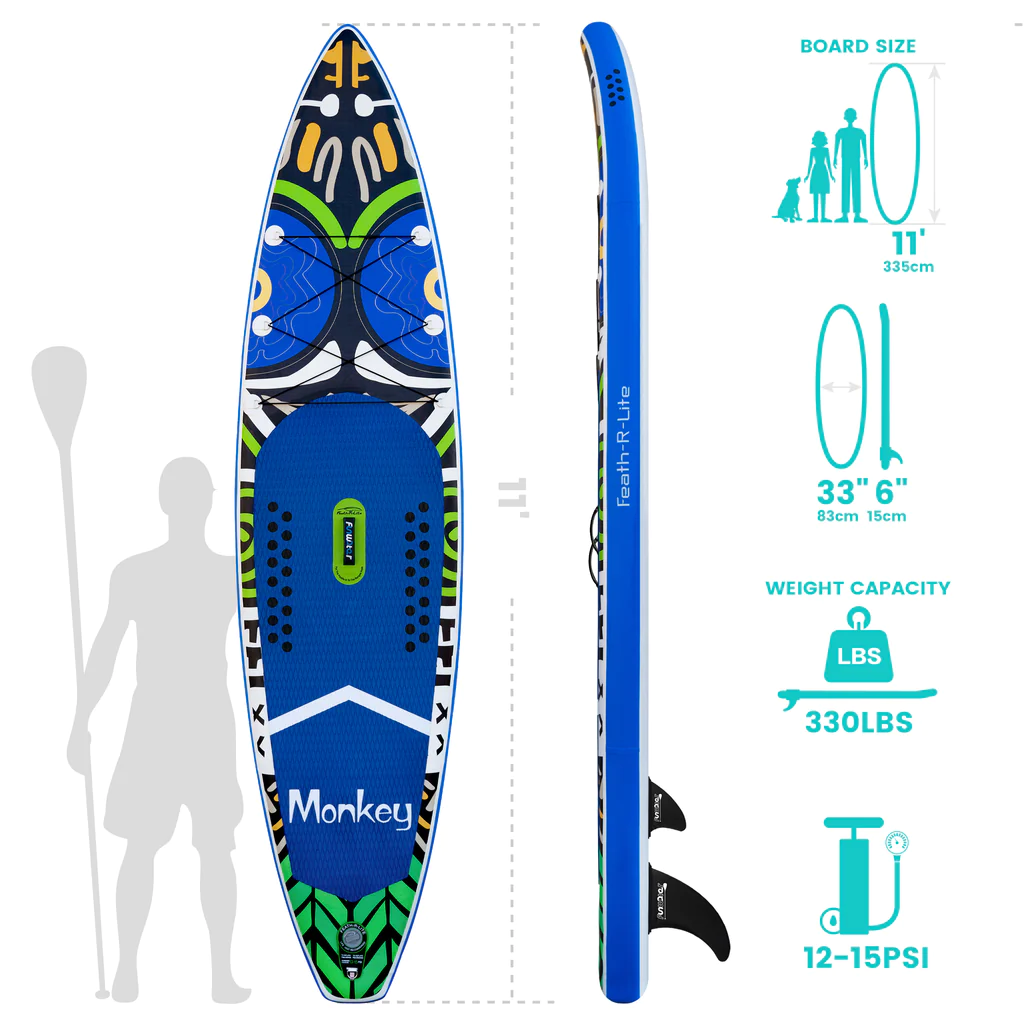 BOARD SIZE
11'
335cm
11'
Feath-R-Lite
33" 6"
83cm 15cm
WEIGHT CAPACITY
LBS
330LBS
Monkey
12-15PSI